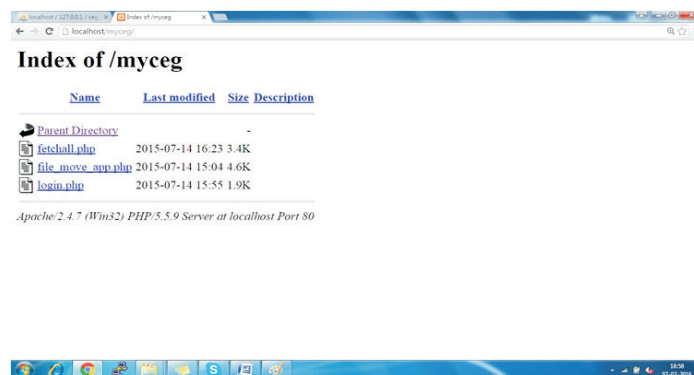 localhost / 127.0.0.1 / ceg
Index of /myceg
localhost/myceg/
Index of /myceg
Name Last modified Size Description
Parent Directory -
fetchall.php 2015-07-14 16:23 3.4K
file_move_app.php 2015-07-14 15:04 4.6K
login.php 2015-07-14 15:55 1.9K
Apache/2.4.7 (Win32) PHP/5.5.9 Server at localhost Port 80
18:58
07-07-2016